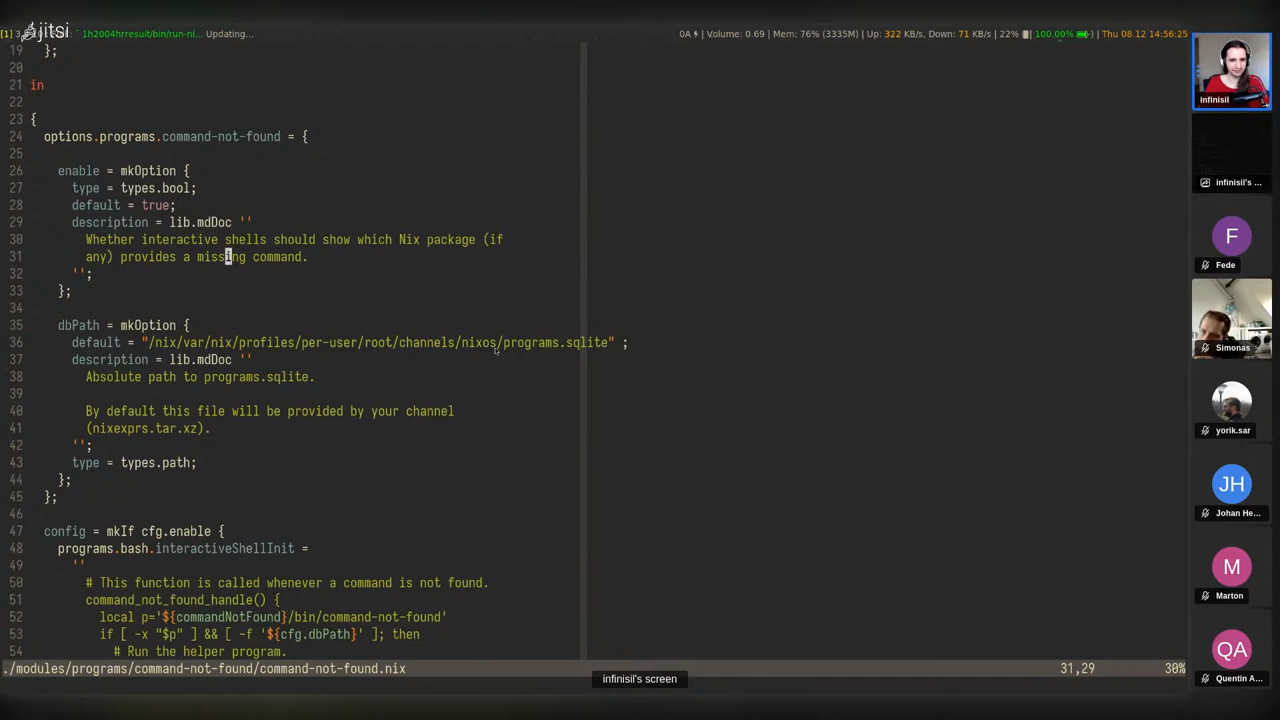 jitsi
[1] 3. 1h2004hrresult/bin/run-ni... Updating... 0A | Volume: 0.69 | Mem: 76% (3335M) | Up: 322 KB/s, Down: 71 KB/s | 22% | 100.00% | Thu 08.12 14:56:25
19 };
20
21 in
22
23 {
24 options.programs.command-not-found = {
25
26 enable = mkOption {
27 type = types.bool;
28 default = true;
29 description = lib.mdDoc ''
30 Whether interactive shells should show which Nix package (if
31 any) provides a missing command.
32 '';
33 };
34
35 dbPath = mkOption {
36 default = "/nix/var/nix/profiles/per-user/root/channels/nixos/programs.sqlite" ;
37 description = lib.mdDoc ''
38 Absolute path to programs.sqlite.
39
40 By default this file will be provided by your channel
41 (nixexprs.tar.xz).
42 '';
43 type = types.path;
44 };
45 };
46
47 config = mkIf cfg.enable {
48 programs.bash.interactiveShellInit =
49 ''
50 # This function is called whenever a command is not found.
51 command_not_found_handle() {
52 local p='${commandNotFound}/bin/command-not-found'
53 if [ -x "$p" ] && [ -f '${cfg.dbPath}' ]; then
54 # Run the helper program.
./modules/programs/command-not-found/command-not-found.nix 31,29 30%
infinisil's screen
infinisil
infinisil's ...
F
Fede
Simonas
yorik.sar
JH
Johan He...
M
Marton
QA
Quentin A...